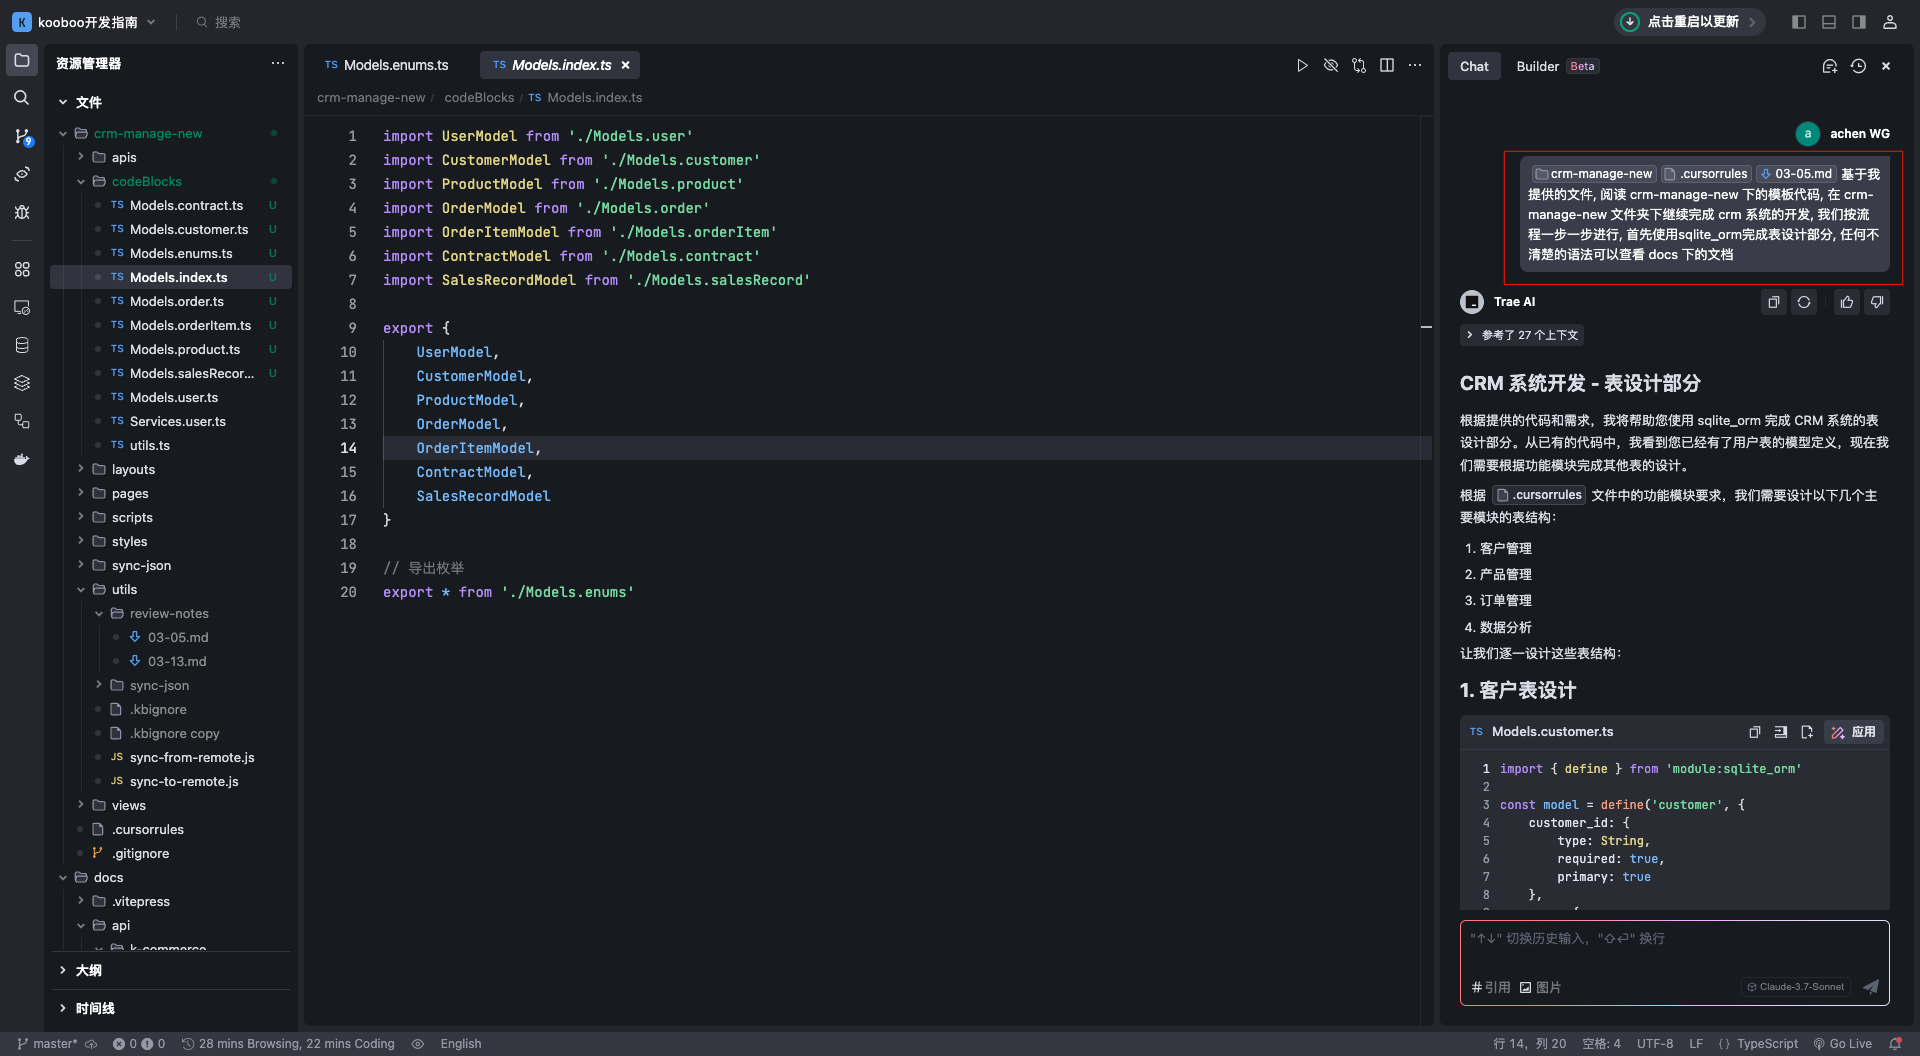 K kooboo开发指南
搜索
点击重启以更新
资源管理器
文件
crm-manage-new
apis
codeBlocks
TS Models.contract.ts U
TS Models.customer.ts U
TS Models.enums.ts U
TS Models.index.ts U
TS Models.order.ts U
TS Models.orderItem.ts U
TS Models.product.ts U
TS Models.salesRecor... U
TS Models.user.ts
TS Services.user.ts
TS utils.ts
layouts
pages
scripts
styles
sync-json
utils
review-notes
03-05.md
03-13.md
sync-json
.kbignore
.kbignore copy
JS sync-from-remote.js
JS sync-to-remote.js
views
.cursorrules
.gitignore
docs
.vitepress
api
k-commerce
大纲
时间线
9
TS Models.enums.ts
TS Models.index.ts
crm-manage-new / codeBlocks / TS Models.index.ts
1 import UserModel from './Models.user'
2 import CustomerModel from './Models.customer'
3 import ProductModel from './Models.product'
4 import OrderModel from './Models.order'
5 import OrderItemModel from './Models.orderItem'
6 import ContractModel from './Models.contract'
7 import SalesRecordModel from './Models.salesRecord'
8
9 export {
10 UserModel,
11 CustomerModel,
12 ProductModel,
13 OrderModel,
14 OrderItemModel,
15 ContractModel,
16 SalesRecordModel
17 }
18
19 // 导出枚举
20 export * from './Models.enums'
Chat
Builder Beta
a achen WG
crm-manage-new .cursorrules 03-05.md 基于我
提供的文件, 阅读 crm-manage-new 下的模板代码, 在 crm-
manage-new 文件夹下继续完成 crm 系统的开发, 我们按流
程一步一步进行, 首先使用sqlite_orm完成表设计部分, 任何不
清楚的语法可以查看 docs 下的文档
Trae AI
参考了 27 个上下文
CRM 系统开发 - 表设计部分
根据提供的代码和需求，我将帮助您使用 sqlite_orm 完成 CRM 系统的表
设计部分。从已有的代码中，我看到您已经有了用户表的模型定义，现在我
们需要根据功能模块完成其他表的设计。
根据 .cursorrules 文件中的功能模块要求，我们需要设计以下几个主
要模块的表结构：
1. 客户管理
2. 产品管理
3. 订单管理
4. 数据分析
让我们逐一设计这些表结构：
1. 客户表设计
TS Models.customer.ts
应用
1 import { define } from 'module:sqlite_orm'
2
3 const model = define('customer', {
4 customer_id: {
5 type: String,
6 required: true,
7 primary: true
8 },
"↑↓" 切换历史输入，"⇧⏎" 换行
# 引用 图片
Claude-3.7-Sonnet
master* 0 0 28 mins Browsing, 22 mins Coding English
行 14，列 20 空格: 4 UTF-8 LF {} TypeScript Go Live